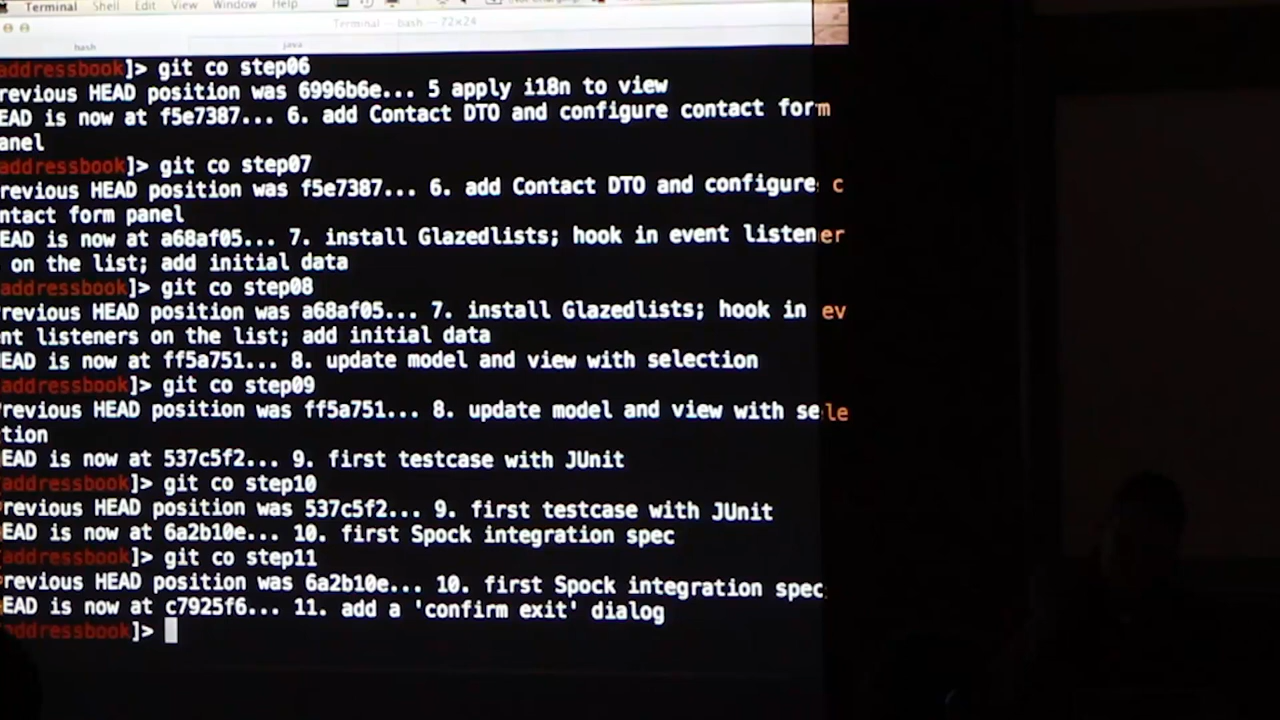 Terminal Shell Edit View Window Help
Terminal — bash — 72×24
bash java
addressbook]> git co step06
revious HEAD position was 6996b6e... 5 apply i18n to view
EAD is now at f5e7387... 6. add Contact DTO and configure contact form
anel
addressbook]> git co step07
revious HEAD position was f5e7387... 6. add Contact DTO and configure c
ntact form panel
EAD is now at a68af05... 7. install Glazedlists; hook in event listener
on the list; add initial data
addressbook]> git co step08
revious HEAD position was a68af05... 7. install Glazedlists; hook in ev
nt listeners on the list; add initial data
HEAD is now at ff5a751... 8. update model and view with selection
addressbook]> git co step09
revious HEAD position was ff5a751... 8. update model and view with sele
tion
EAD is now at 537c5f2... 9. first testcase with JUnit
addressbook]> git co step10
revious HEAD position was 537c5f2... 9. first testcase with JUnit
EAD is now at 6a2b10e... 10. first Spock integration spec
addressbook]> git co step11
revious HEAD position was 6a2b10e... 10. first Spock integration spec
EAD is now at c7925f6... 11. add a 'confirm exit' dialog
addressbook]>